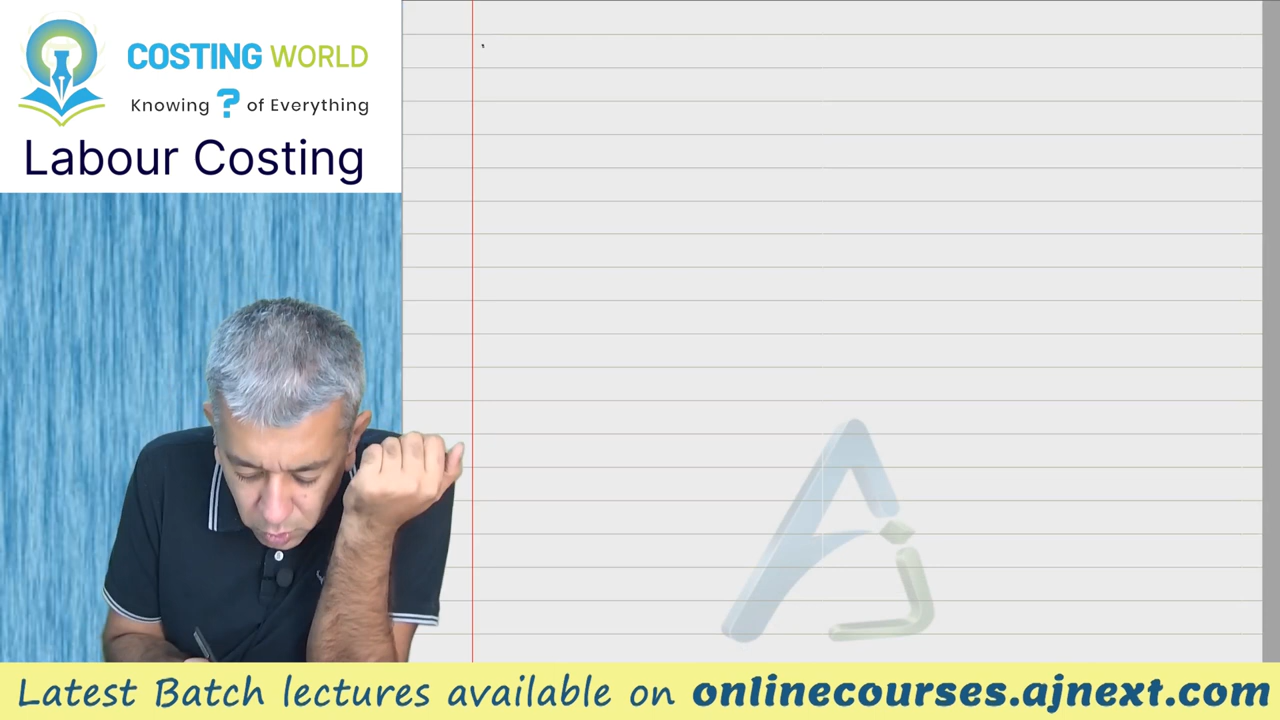 COSTING WORLD
Knowing ? of Everything
Labour Costing
Latest Batch lectures available on onlinecourses.ajnext.com